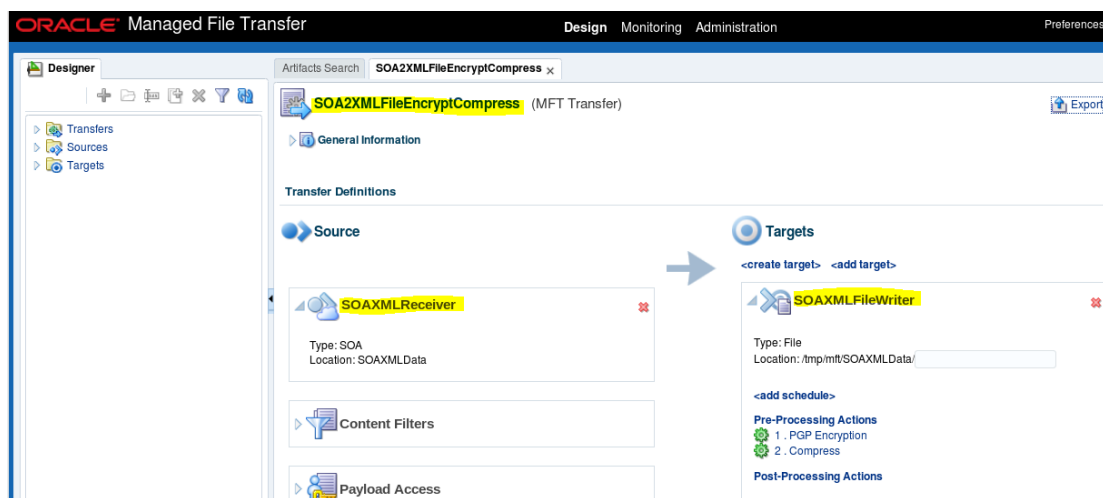 ORACLE Managed File Transfer
Design Monitoring Administration
Preferences
Designer
Transfers
Sources
Targets
Artifacts Search
SOA2XMLFileEncryptCompress
SOA2XMLFileEncryptCompress (MFT Transfer)
Export
General Information
Transfer Definitions
Source
SOAXMLReceiver
Type: SOA
Location: SOAXMLData
Content Filters
Payload Access
Targets
<create target> <add target>
SOAXMLFileWriter
Type: File
Location: /tmp/mft/SOAXMLData/
<add schedule>
Pre-Processing Actions
1 . PGP Encryption
2 . Compress
Post-Processing Actions